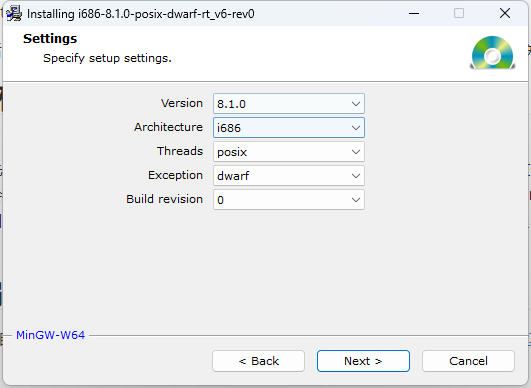 Installing i686-8.1.0-posix-dwarf-rt_v6-rev0
Settings
Specify setup settings.
Version 8.1.0
Architecture i686
Threads posix
Exception dwarf
Build revision 0
MinGW-W64
< Back Next > Cancel